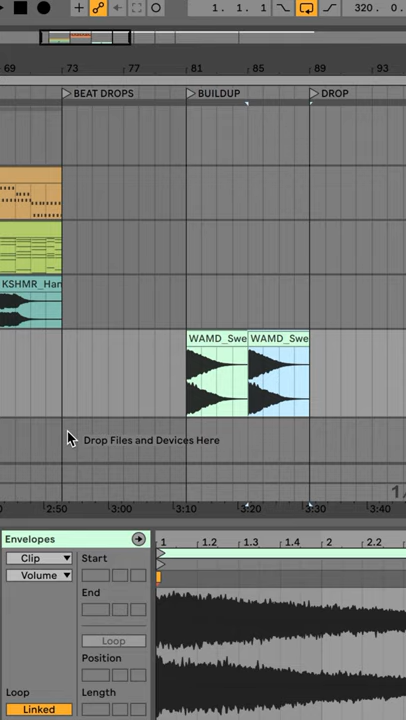 1. 1. 1
320. 0.
69 73 77 81 85 89 93
BEAT DROPS BUILDUP DROP
KSHMR_Har
WAMD_Swe WAMD_Swe
Drop Files and Devices Here
2:50 3:00 3:10 3:20 3:30 3:40
Envelopes
1 1.2 1.3 1.4 2 2.2
Clip Start
Volume
End
Loop
Position
Loop Length
Linked